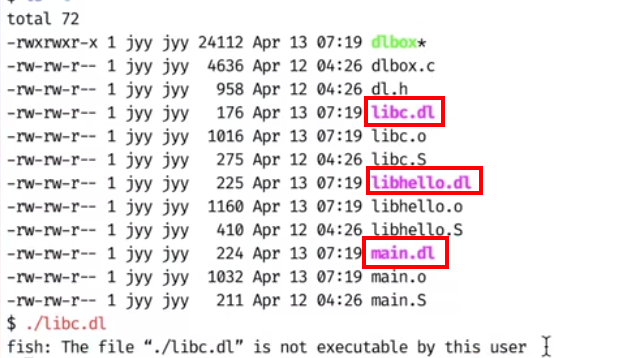 total 72
-rwxrwxr-x 1 jyy jyy 24112 Apr 13 07:19 dlbox*
-rw-rw-r-- 1 jyy jyy 4636 Apr 12 04:26 dlbox.c
-rw-rw-r-- 1 jyy jyy 958 Apr 12 04:26 dl.h
-rw-rw-r-- 1 jyy jyy 176 Apr 13 07:19 libc.dl
-rw-rw-r-- 1 jyy jyy 1016 Apr 13 07:19 libc.o
-rw-rw-r-- 1 jyy jyy 275 Apr 12 04:26 libc.S
-rw-rw-r-- 1 jyy jyy 225 Apr 13 07:19 libhello.dl
-rw-rw-r-- 1 jyy jyy 1160 Apr 13 07:19 libhello.o
-rw-rw-r-- 1 jyy jyy 410 Apr 12 04:26 libhello.S
-rw-rw-r-- 1 jyy jyy 224 Apr 13 07:19 main.dl
-rw-rw-r-- 1 jyy jyy 1032 Apr 13 07:19 main.o
-rw-rw-r-- 1 jyy jyy 211 Apr 12 04:26 main.S
$ ./libc.dl
fish: The file “./libc.dl” is not executable by this user